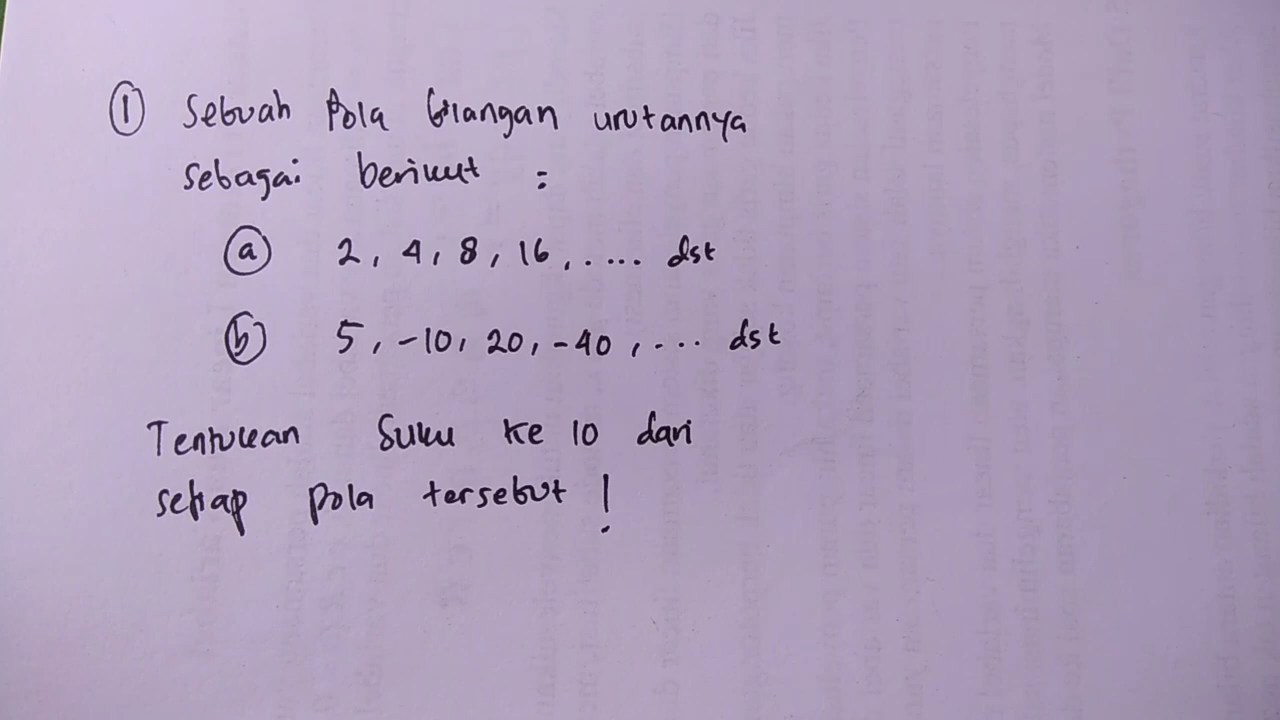 ① Sebuah Pola bilangan urutannya
sebagai berikut :
ⓐ 2, 4, 8, 16, .... dst
ⓑ 5, -10, 20, -40, ... dst
Tentukan Suku Ke 10 dari
setiap pola tersebut !